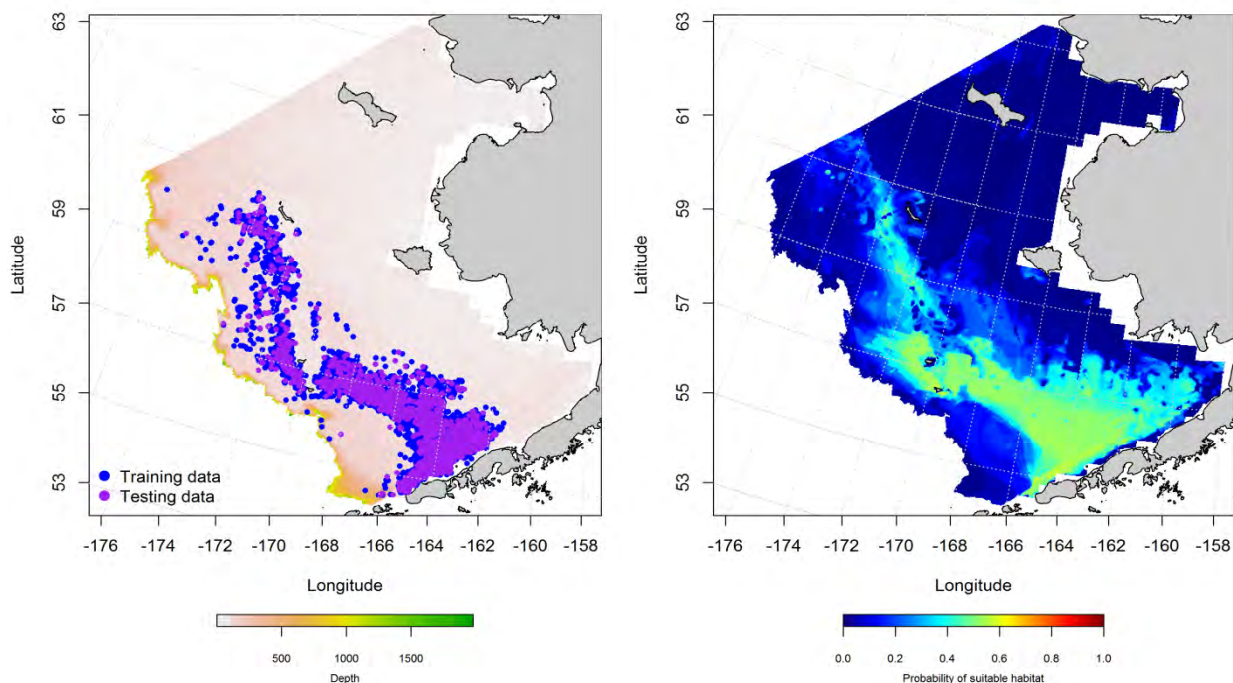 63
61
59
57
55
53
Latitude
Training data
Testing data
-176 -174 -172 -170 -168 -166 -164 -162 -160 -158
Longitude
500 1000 1500
Depth
63
61
59
57
55
53
Latitude
-176 -174 -172 -170 -168 -166 -164 -162 -160 -158
Longitude
0.0 0.2 0.4 0.6 0.8 1.0
Probability of suitable habitat